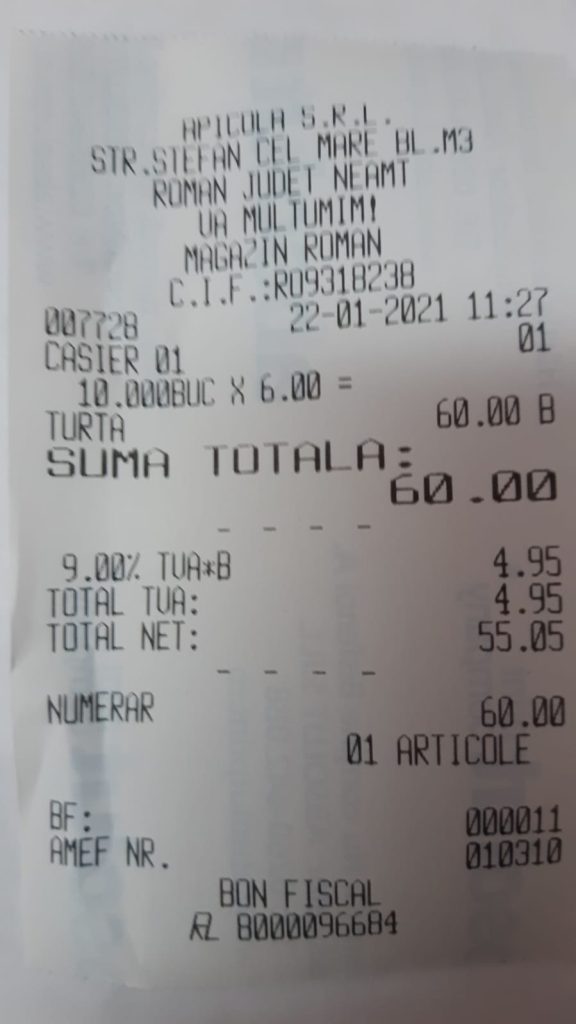 APICOLA S.R.L.
STR.STEFAN CEL MARE BL.M3
ROMAN JUDET NEAMT
VA MULTUMIM!
MAGAZIN ROMAN
C.I.F.:RO9318238
007728 22-01-2021 11:27
CASIER 01 01
10.000BUC X 6.00 =
TURTA 60.00 B
SUMA TOTALA:
60.00
- - - -
9.00% TVA*B 4.95
TOTAL TVA: 4.95
TOTAL NET: 55.05
- - - -
NUMERAR 60.00
01 ARTICOLE
BF: 000011
AMEF NR. 010310
BON FISCAL
8000096684